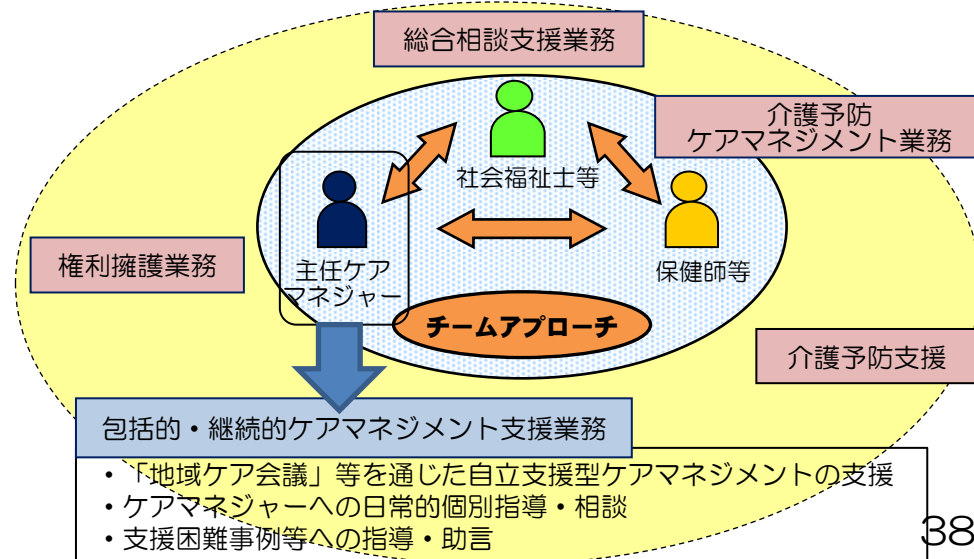 総合相談支援業務
介護予防
ケアマネジメント業務
社会福祉士等
権利擁護業務
主任ケア
マネジャー
保健師等
チームアプローチ
介護予防支援
包括的・継続的ケアマネジメント支援業務
・「地域ケア会議」等を通じた自立支援型ケアマネジメントの支援
・ケアマネジャーへの日常的個別指導・相談
・支援困難事例等への指導・助言
38